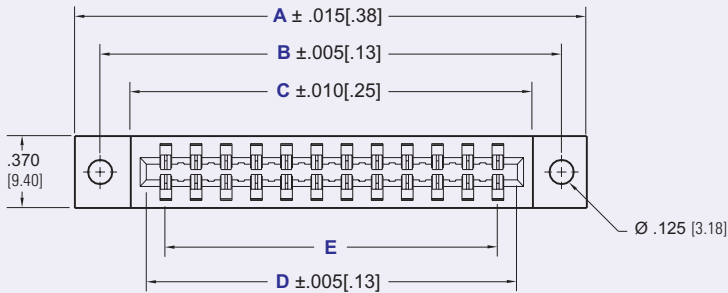 A ± .015[.38]
B ±.005[.13]
C ±.010[.25]
.370
[9.40]
Ø .125 [3.18]
E
D ±.005[.13]